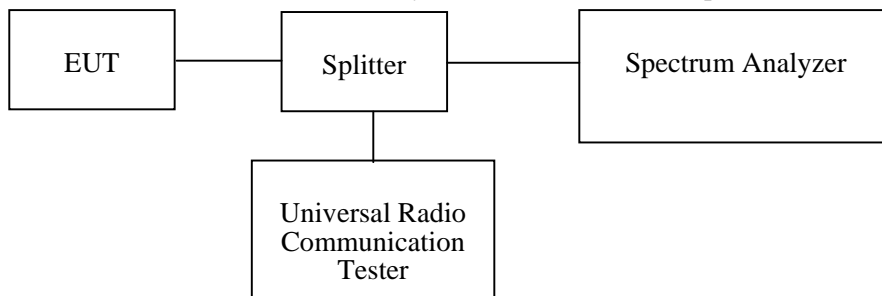 EUT
Splitter
Spectrum Analyzer
Universal Radio
Communication
Tester